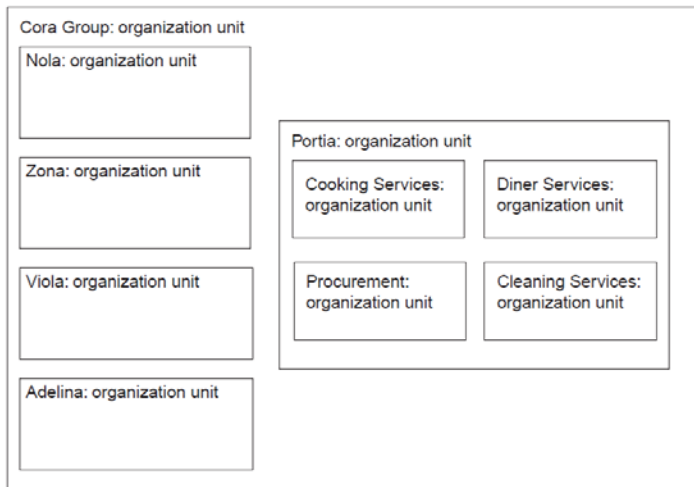 Cora Group: organization unit
Nola: organization unit
Zona: organization unit
Viola: organization unit
Adelina: organization unit
Portia: organization unit
Cooking Services:
organization unit
Diner Services:
organization unit
Procurement:
organization unit
Cleaning Services:
organization unit